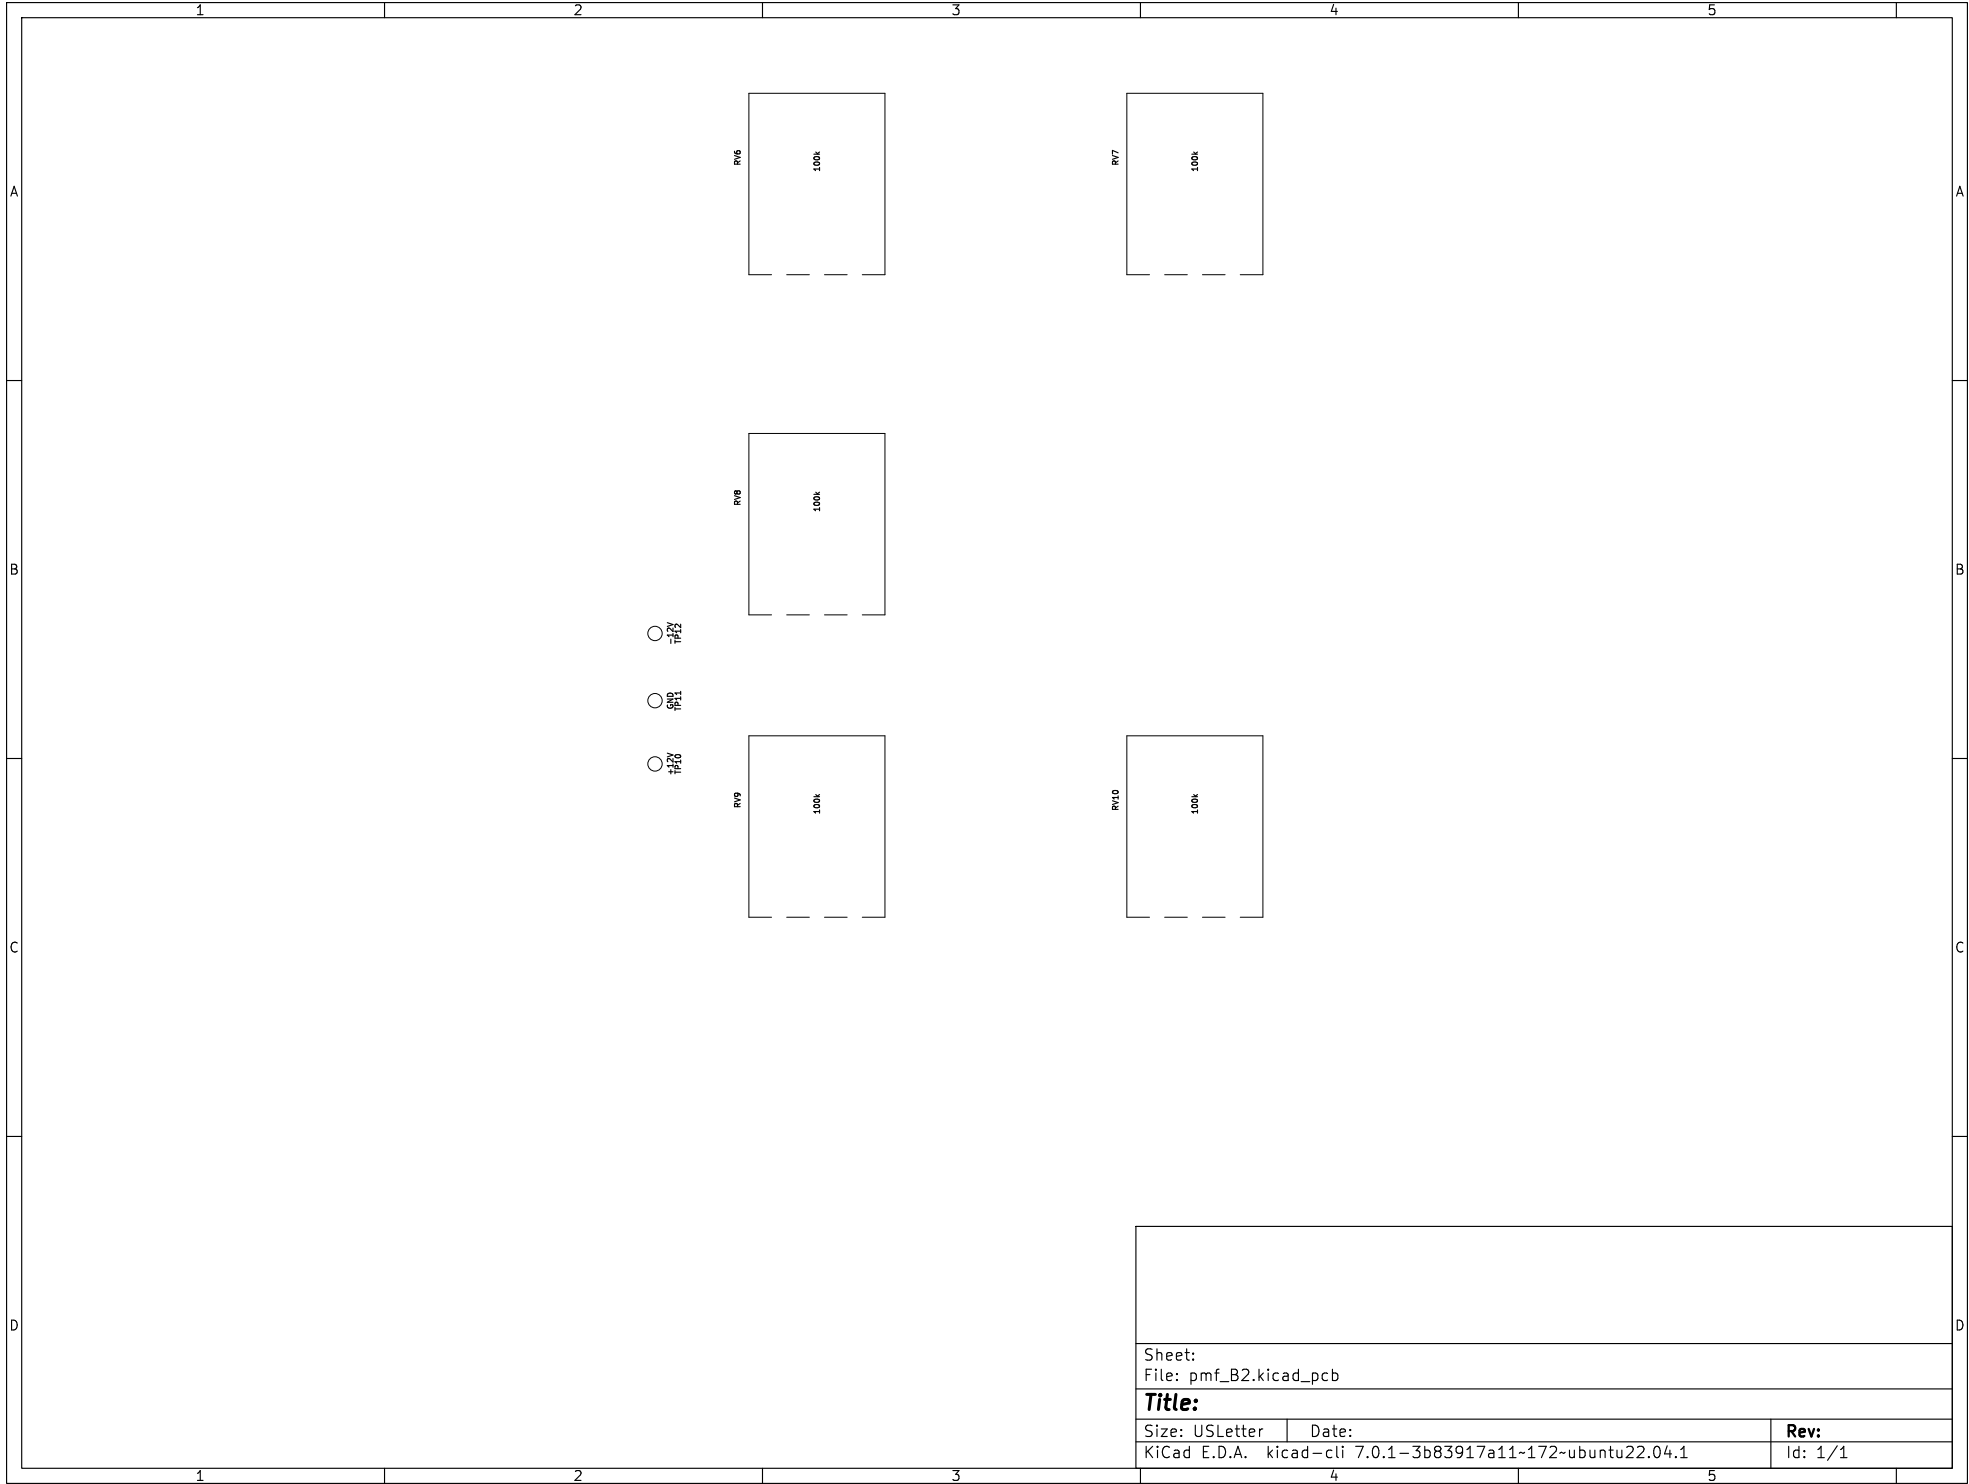 1 2 3 4 5
A A
RV6
100k
RV7
100k
RV8
100k
B B
-12V
TP12
GND
TP11
+12V
TP10
RV9
100k
RV10
100k
C C
D D
Sheet:
File: pmf_B2.kicad_pcb
Title:
Size: USLetter Date: Rev:
KiCad E.D.A. kicad-cli 7.0.1-3b83917a11~172~ubuntu22.04.1 Id: 1/1
1 2 3 4 5